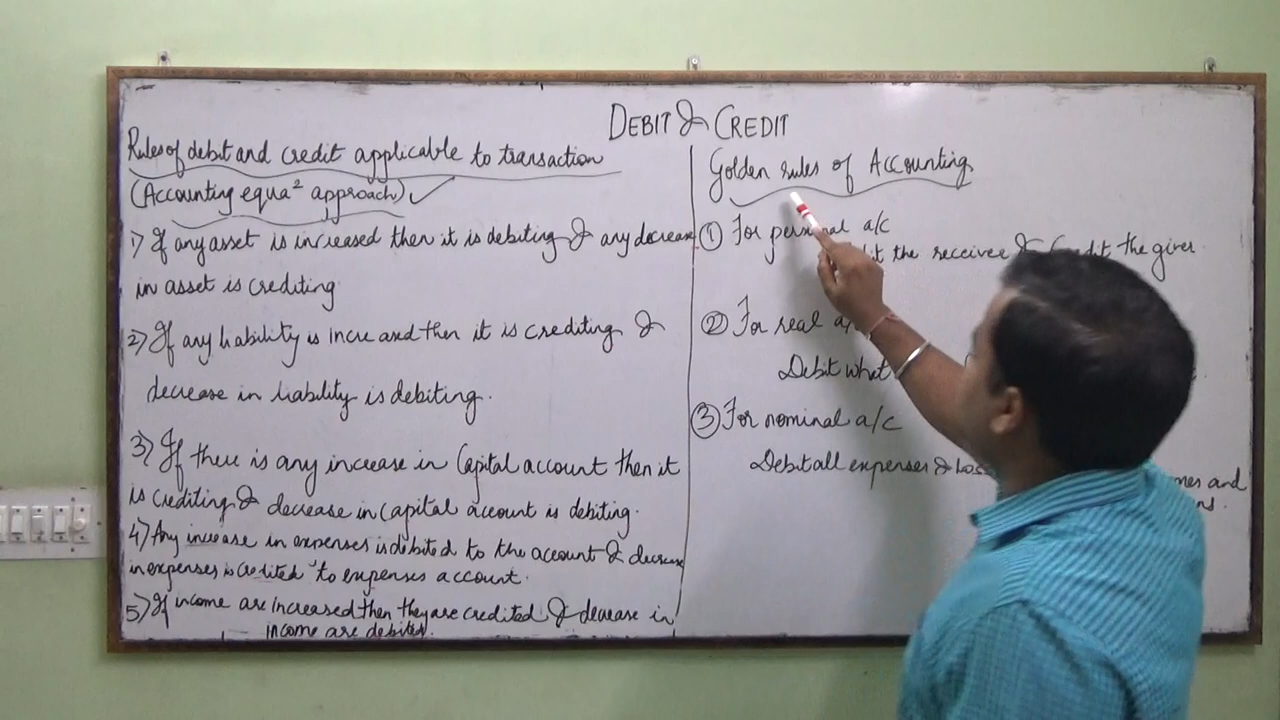 DEBIT & CREDIT
Rules of debit and credit applicable to transaction
(Accounting equa² approach) ✓
1) If any asset is increased then it is debiting & any decrease
in asset is crediting
2) If any liability is increased then it is crediting &
decrease in liability is debiting.
3) If there is any increase in Capital account then it
is crediting & decrease in capital account is debiting.
4) Any increase in expenses is debited to the account & decrease
in expenses is credited to expenses account.
5) If income are increased then they are credited & decrease in
income are debited.
Golden rules of Accounting
① For personal a/c
the receiver & Credit the giver.
② For real a/c
Debit what
③ For nominal a/c
Debit all expenses & Loss
and